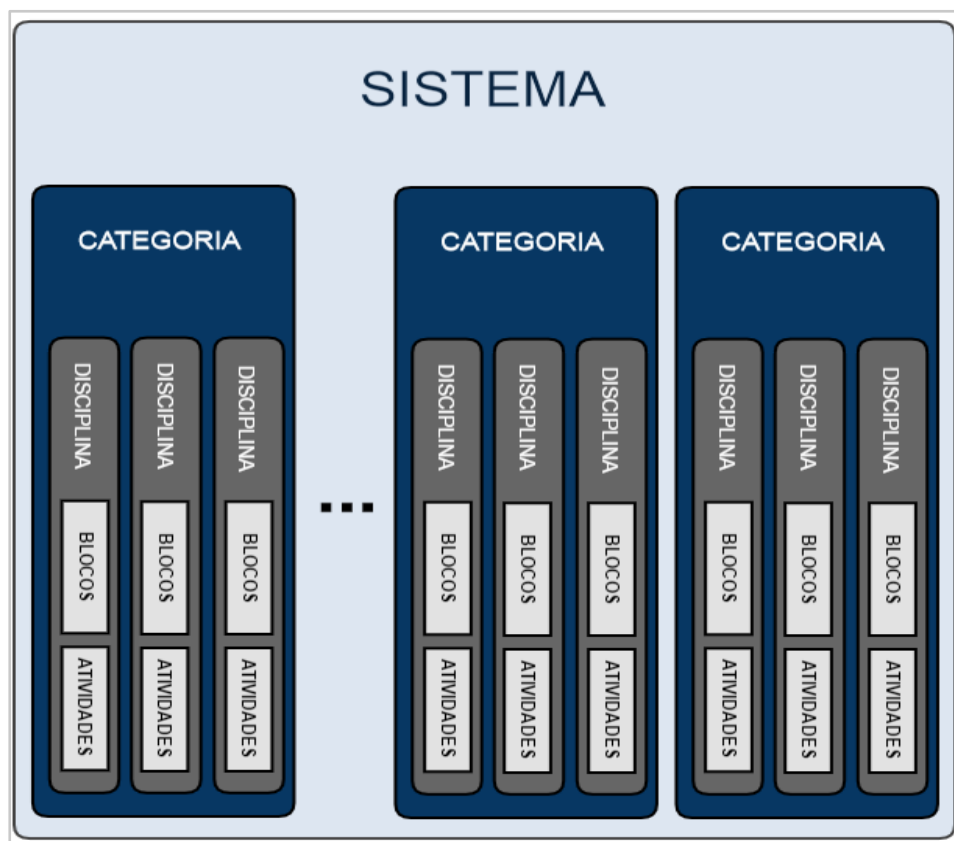 SISTEMA
CATEGORIA
DISCIPLINA
BLOCOS
ATIVIDADES
DISCIPLINA
BLOCOS
ATIVIDADES
DISCIPLINA
BLOCOS
ATIVIDADES
...
CATEGORIA
DISCIPLINA
BLOCOS
ATIVIDADES
DISCIPLINA
BLOCOS
ATIVIDADES
DISCIPLINA
BLOCOS
ATIVIDADES
CATEGORIA
DISCIPLINA
BLOCOS
ATIVIDADES
DISCIPLINA
BLOCOS
ATIVIDADES
DISCIPLINA
BLOCOS
ATIVIDADES